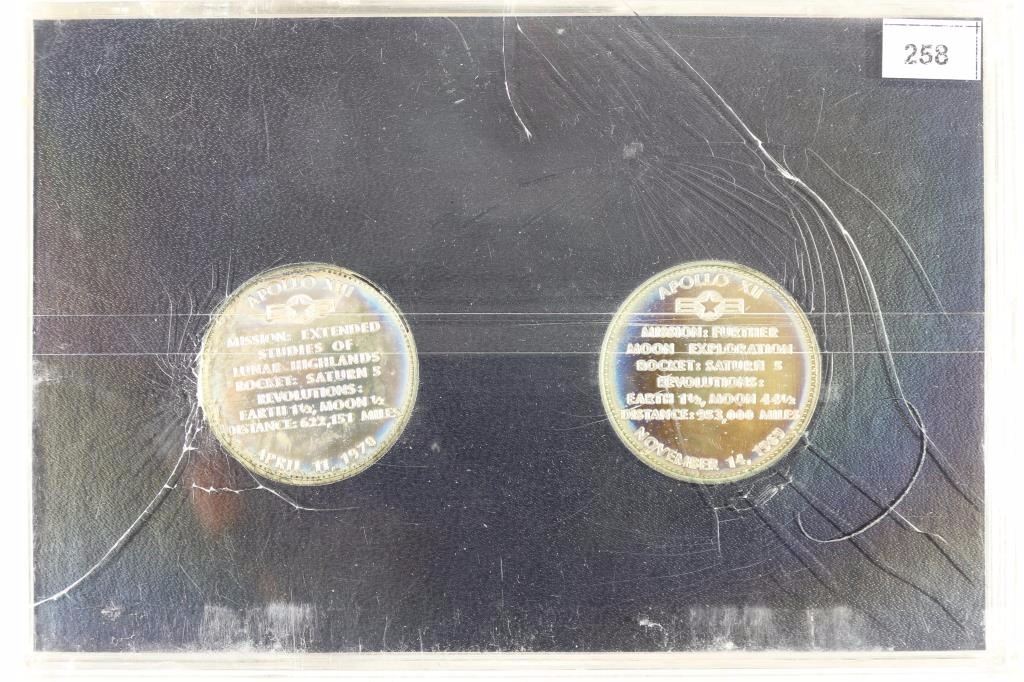 258
APOLLO XIII
MISSION: EXTENDED
STUDIES OF
LUNAR HIGHLANDS
ROCKET: SATURN 5
REVOLUTIONS:
EARTH 1½, MOON ½
DISTANCE: 622,151 MILES
APRIL 11, 1970
APOLLO XII
MISSION: FURTHER
MOON EXPLORATION
ROCKET: SATURN 5
REVOLUTIONS:
EARTH 1½, MOON 44½
DISTANCE: 953,000 MILES
NOVEMBER 14, 1969